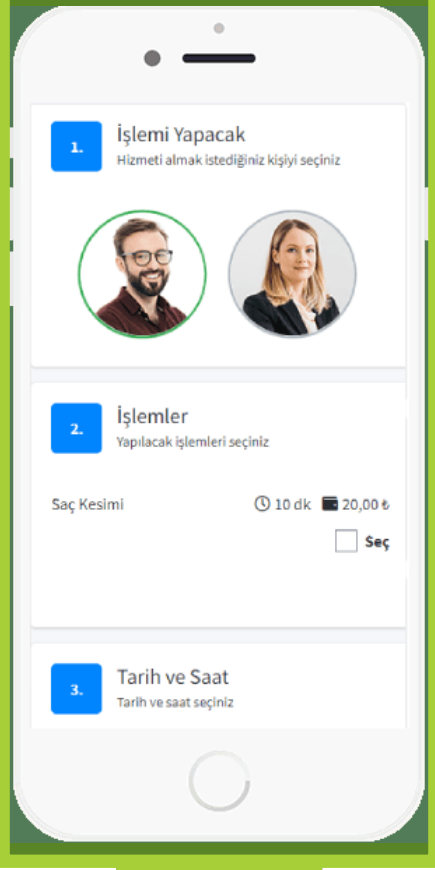 1.
İşlemi Yapacak
Hizmeti almak istediğiniz kişiyi seçiniz
2.
İşlemler
Yapılacak işlemleri seçiniz
Saç Kesimi 10 dk 20,00 ₺
Seç
3.
Tarih ve Saat
Tarih ve saat seçiniz